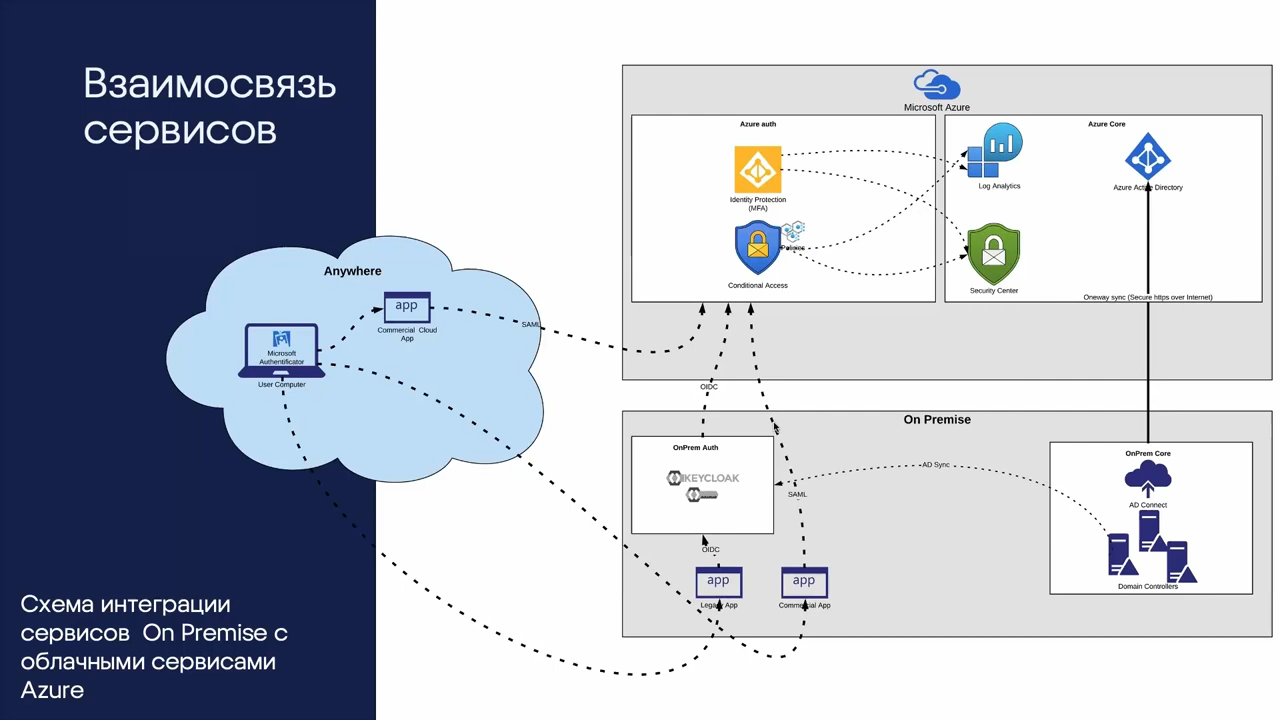 Взаимосвязь
сервисов
Схема интеграции
сервисов On Premise с
облачными сервисами
Azure
Anywhere
app
Commercial Cloud
App
Microsoft
Authentificator
User Computer
SAML
Microsoft Azure
Azure auth
Identity Protection
(MFA)
Policies
Conditional Access
Azure Core
Log Analytics
Azure Active Directory
Security Center
Oneway sync (Secure https over Internet)
OIDC
On Premise
OnPrem Auth
KEYCLOAK
AD Sync
SAML
OIDC
app
Legacy App
app
Commercial App
OnPrem Core
AD Connect
Domain Controllers